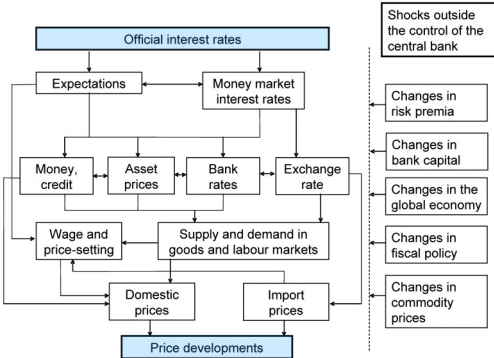 Official interest rates
Shocks outside
the control of the
central bank
Expectations
Money market
interest rates
Changes in
risk premia
Changes in
bank capital
Money,
credit
Asset
prices
Bank
rates
Exchange
rate
Changes in the
global economy
Wage and
price-setting
Supply and demand in
goods and labour markets
Changes in
fiscal policy
Domestic
prices
Import
prices
Changes in
commodity
prices
Price developments